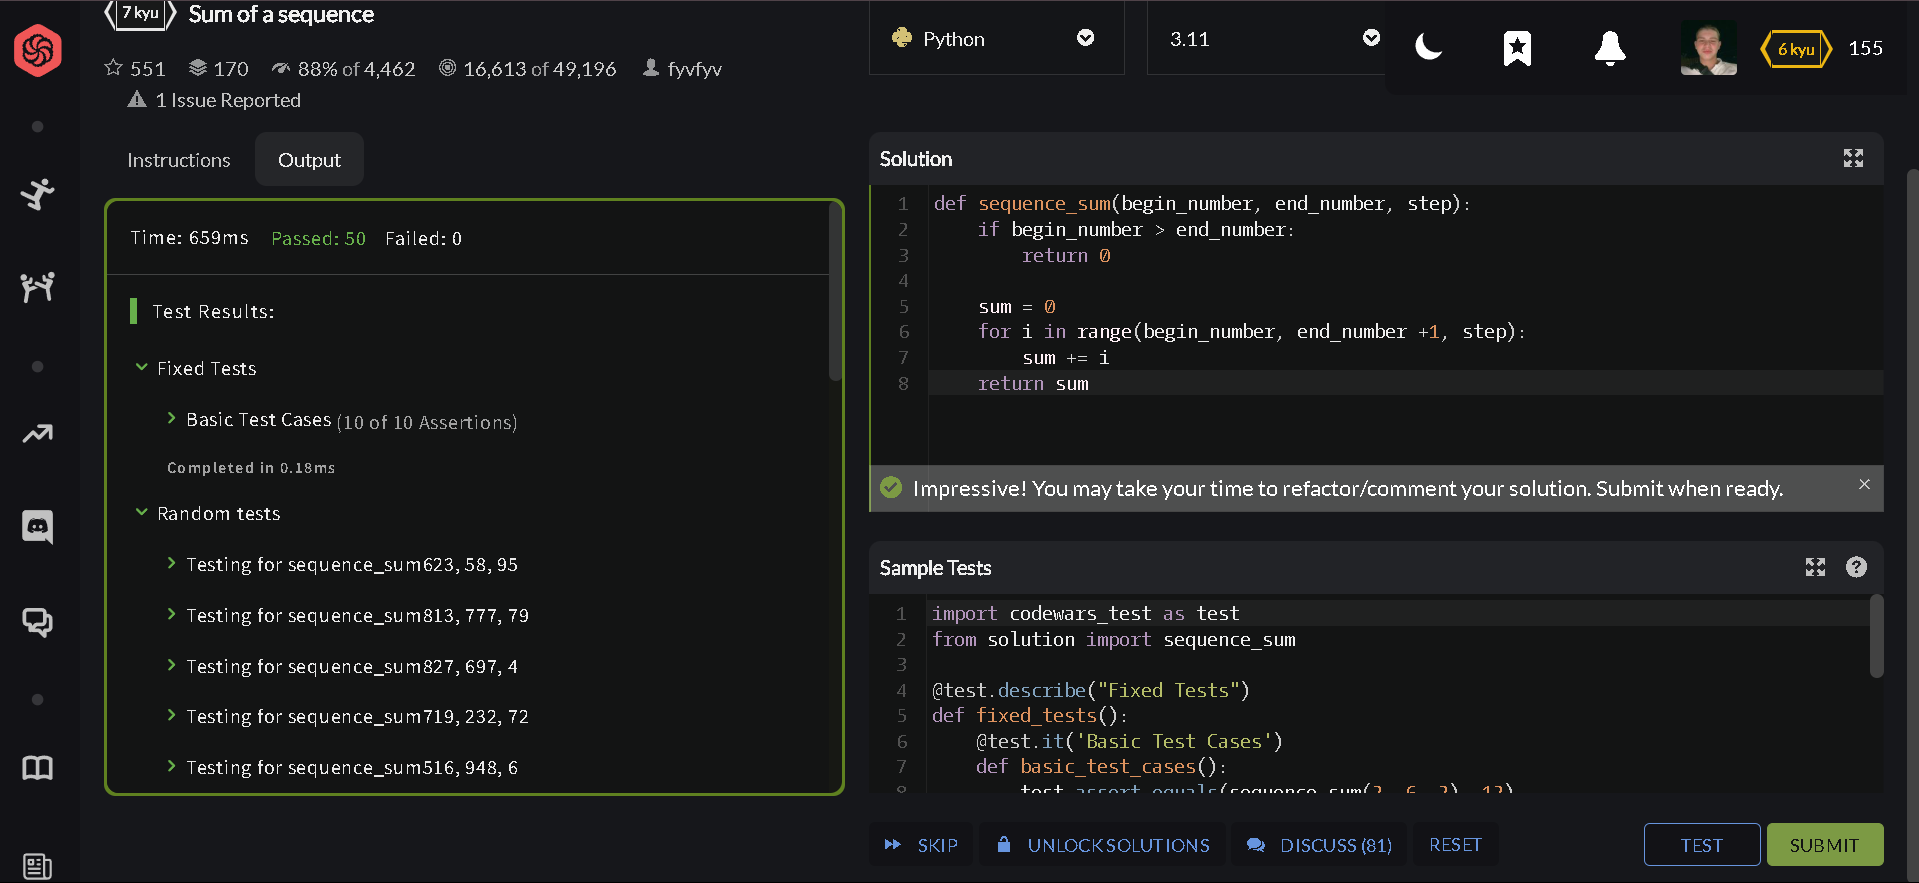 7 kyu Sum of a sequence
551 170 88% of 4,462 16,613 of 49,196 fyvfyv
1 Issue Reported
Python
3.11
6 kyu 155
Instructions Output
Time: 659ms Passed: 50 Failed: 0
Test Results:
Fixed Tests
Basic Test Cases (10 of 10 Assertions)
Completed in 0.18ms
Random tests
Testing for sequence_sum623, 58, 95
Testing for sequence_sum813, 777, 79
Testing for sequence_sum827, 697, 4
Testing for sequence_sum719, 232, 72
Testing for sequence_sum516, 948, 6
Solution
1 def sequence_sum(begin_number, end_number, step):
2 if begin_number > end_number:
3 return 0
4
5 sum = 0
6 for i in range(begin_number, end_number +1, step):
7 sum += i
8 return sum
Impressive! You may take your time to refactor/comment your solution. Submit when ready.
Sample Tests
1 import codewars_test as test
2 from solution import sequence_sum
3
4 @test.describe("Fixed Tests")
5 def fixed_tests():
6 @test.it('Basic Test Cases')
7 def basic_test_cases():
8 test.assert_equals(sequence_sum(2, 6, 2), 12)
SKIP UNLOCK SOLUTIONS DISCUSS (81) RESET TEST SUBMIT